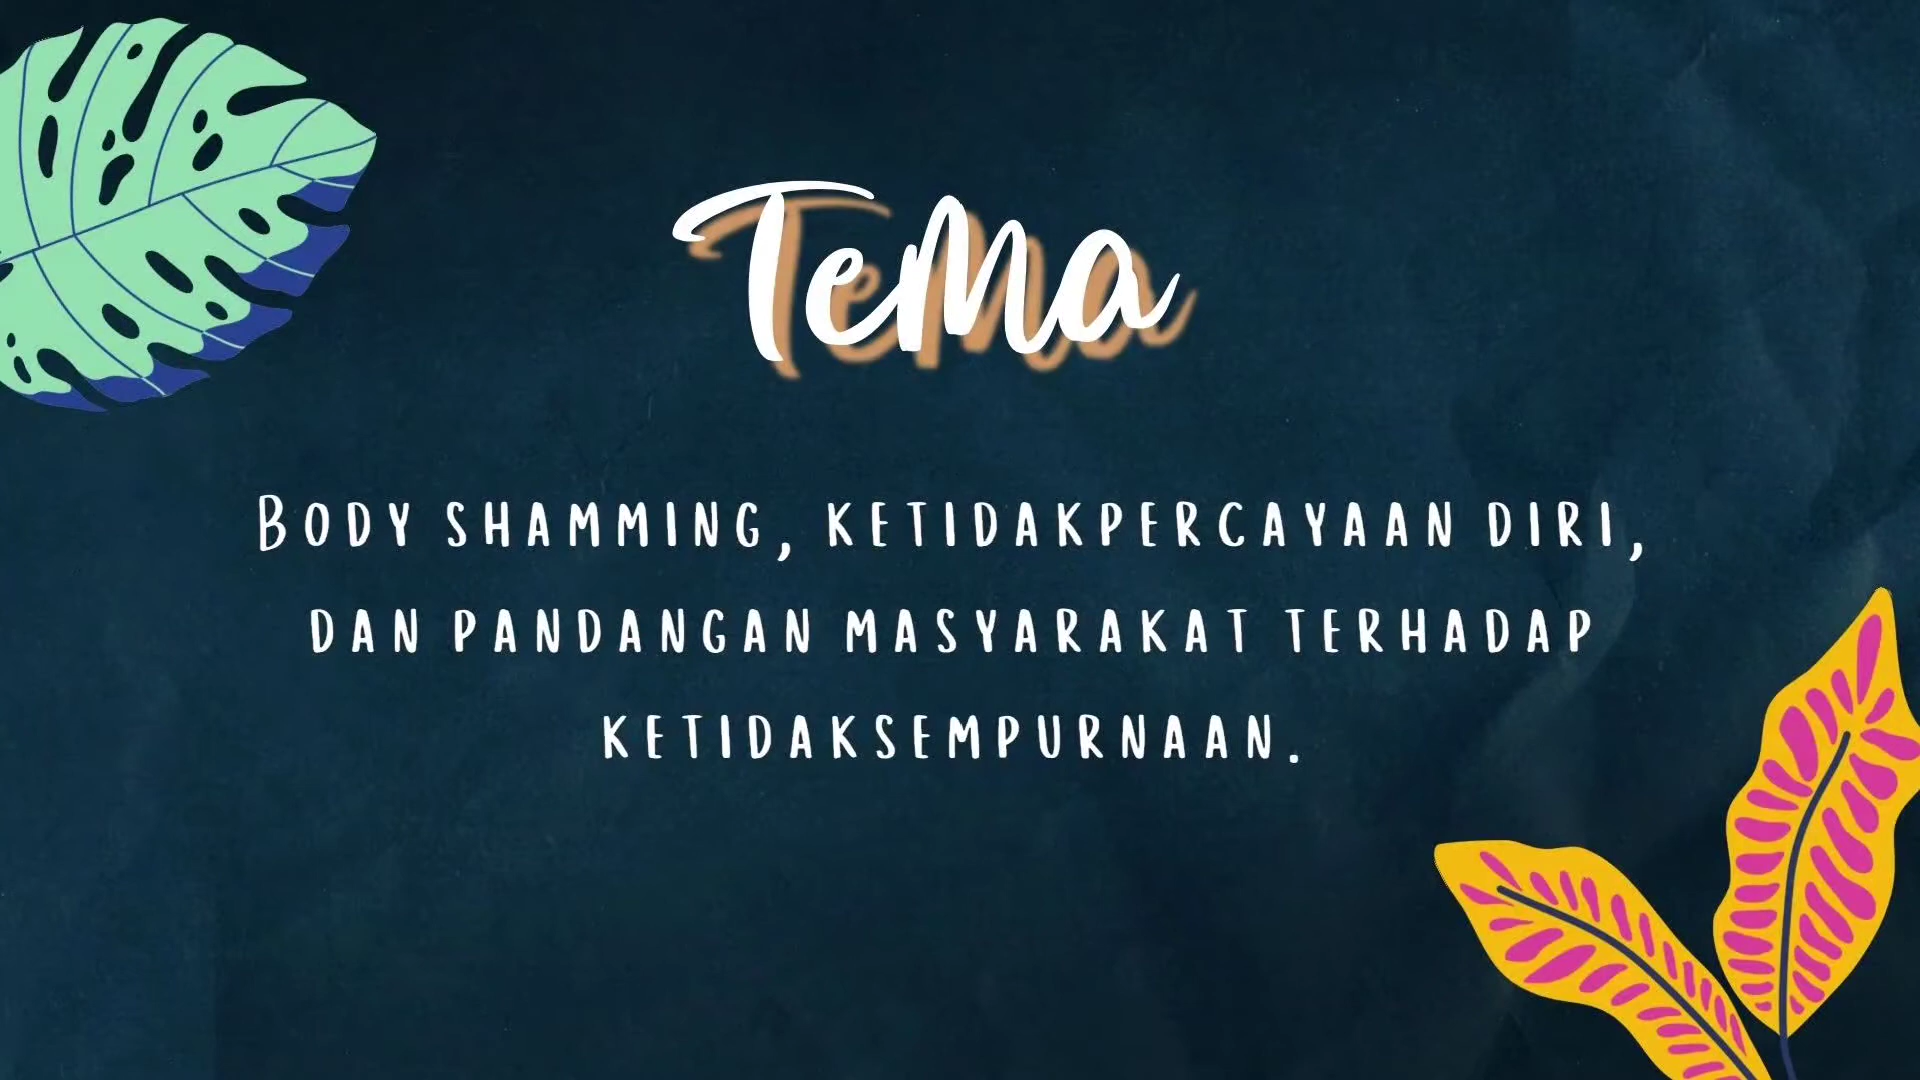 Tema
Body shamming, ketidakpercayaan diri,
dan pandangan masyarakat terhadap
ketidaksempurnaan.